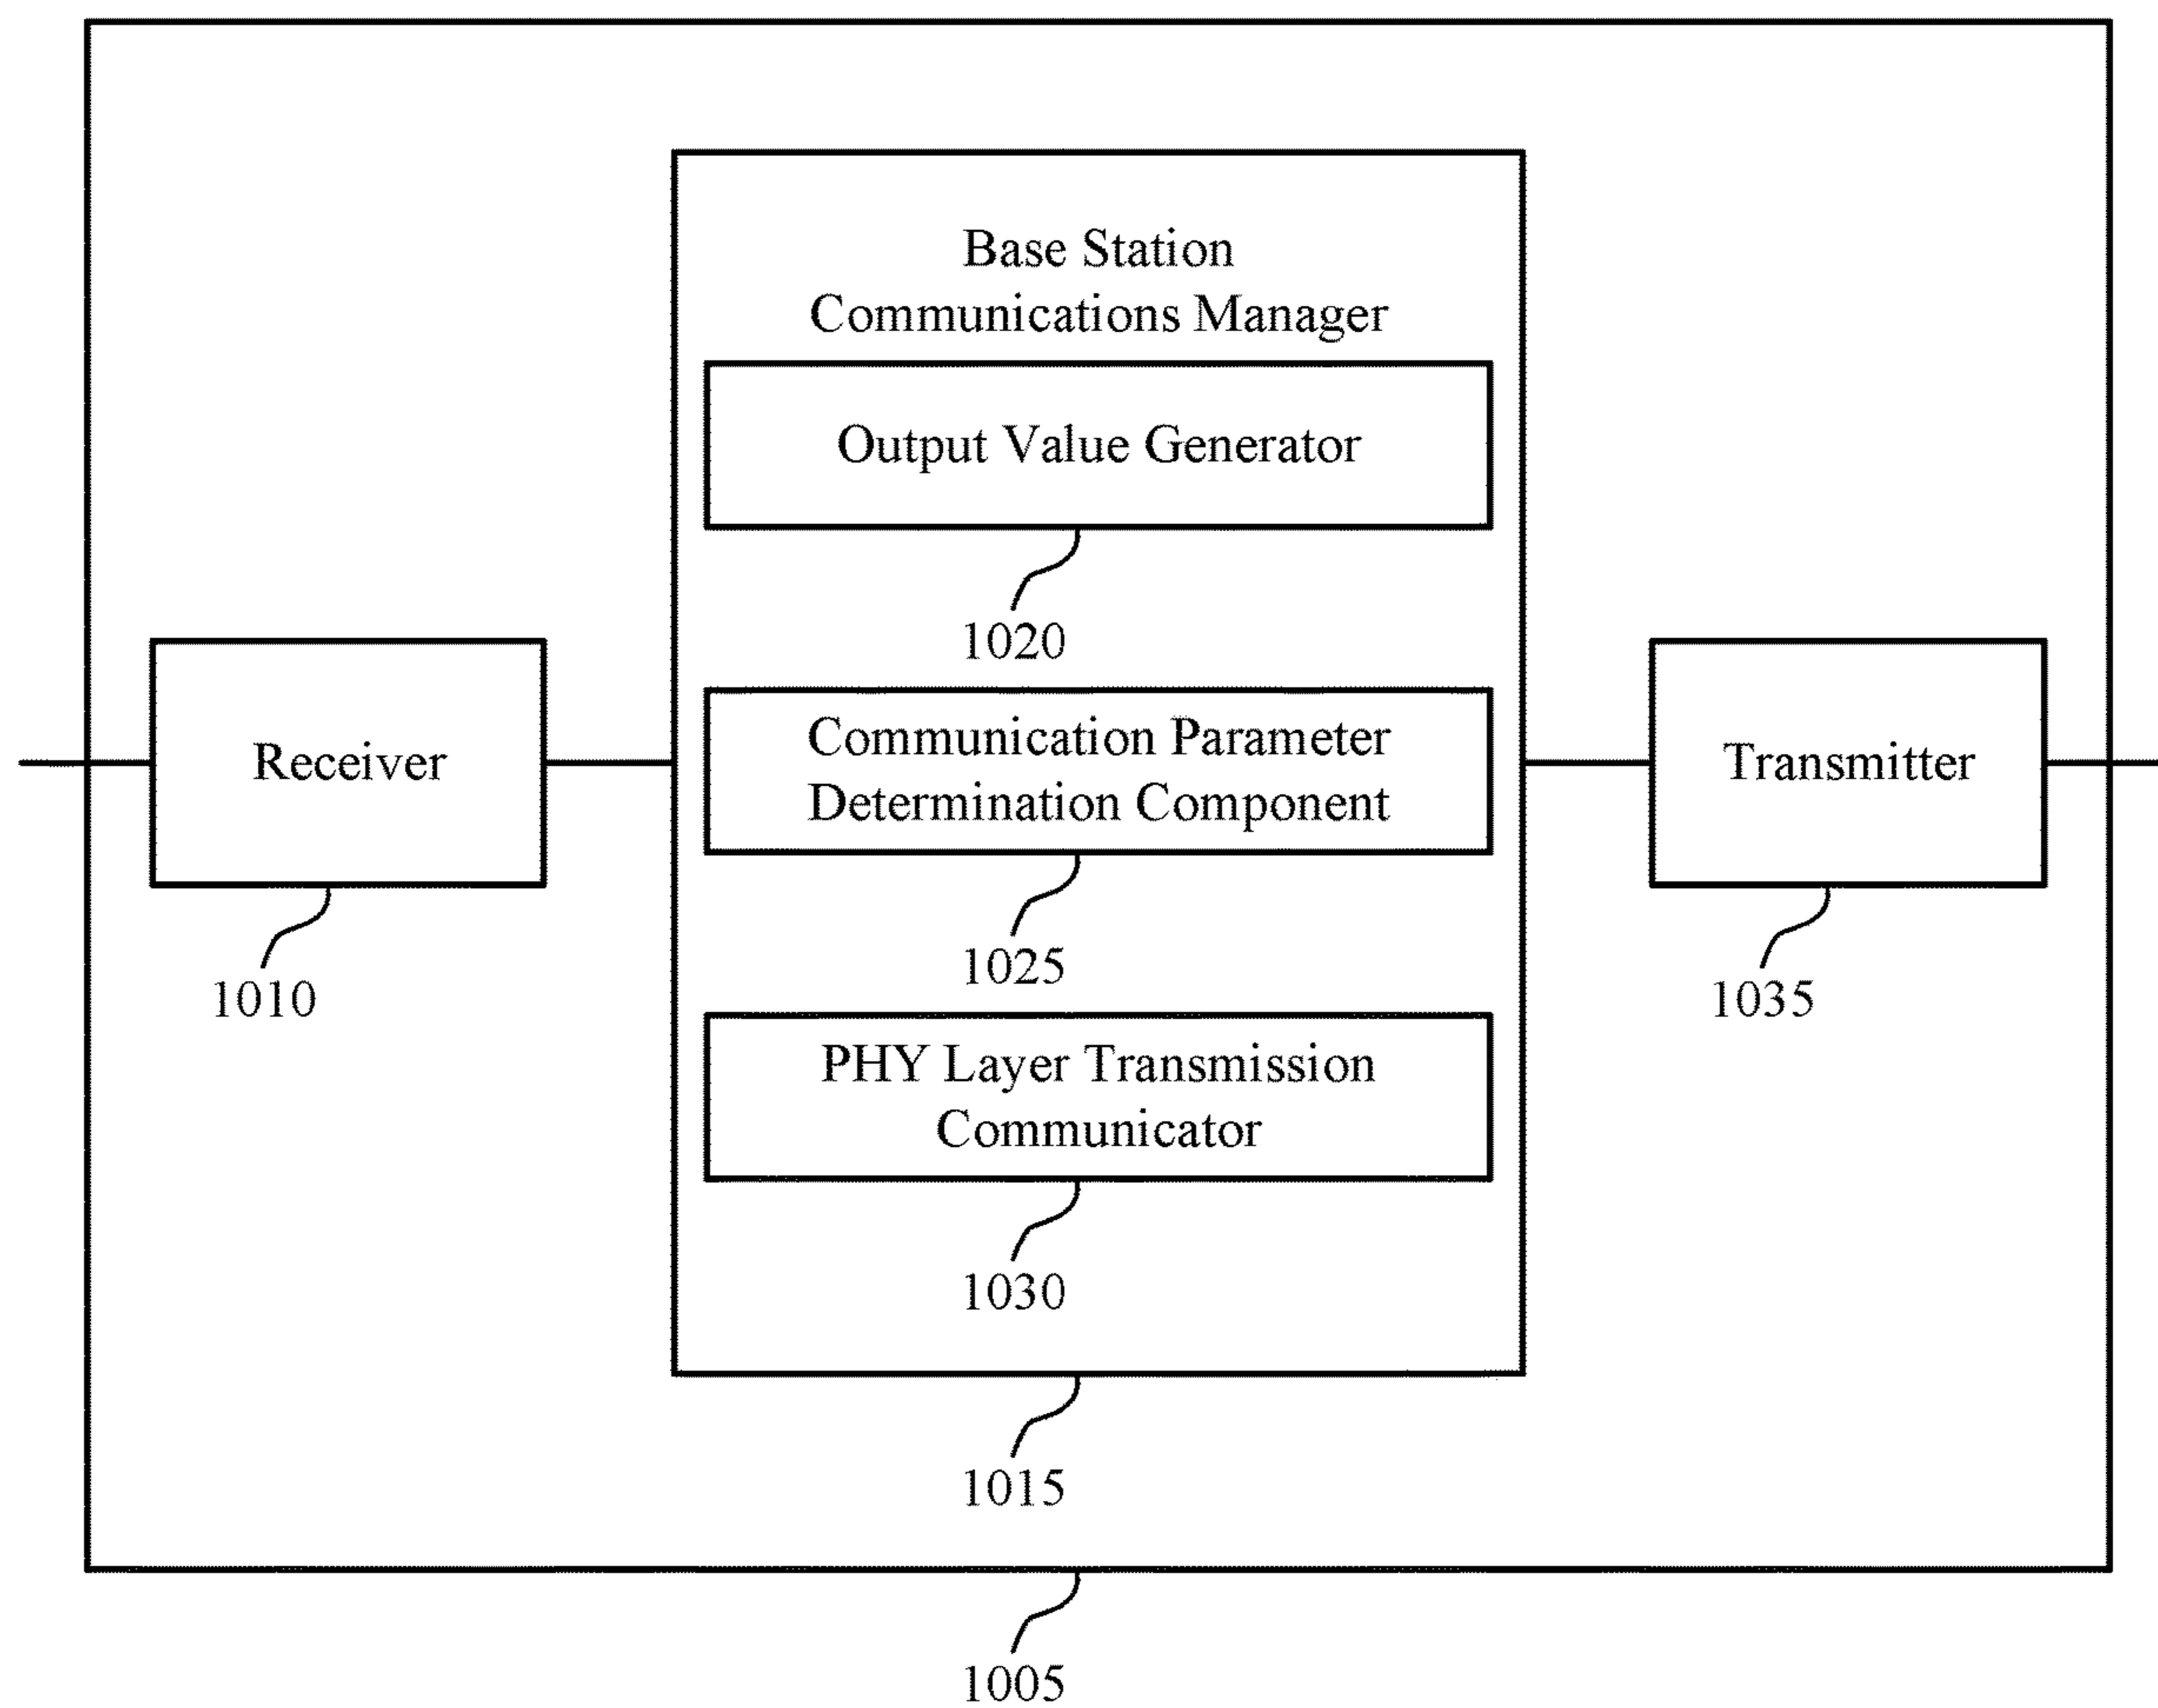 Base Station
Communications Manager
Output Value Generator
1020
Receiver
1010
Communication Parameter
Determination Component
1025
Transmitter
1035
PHY Layer Transmission
Communicator
1030
1015
1005